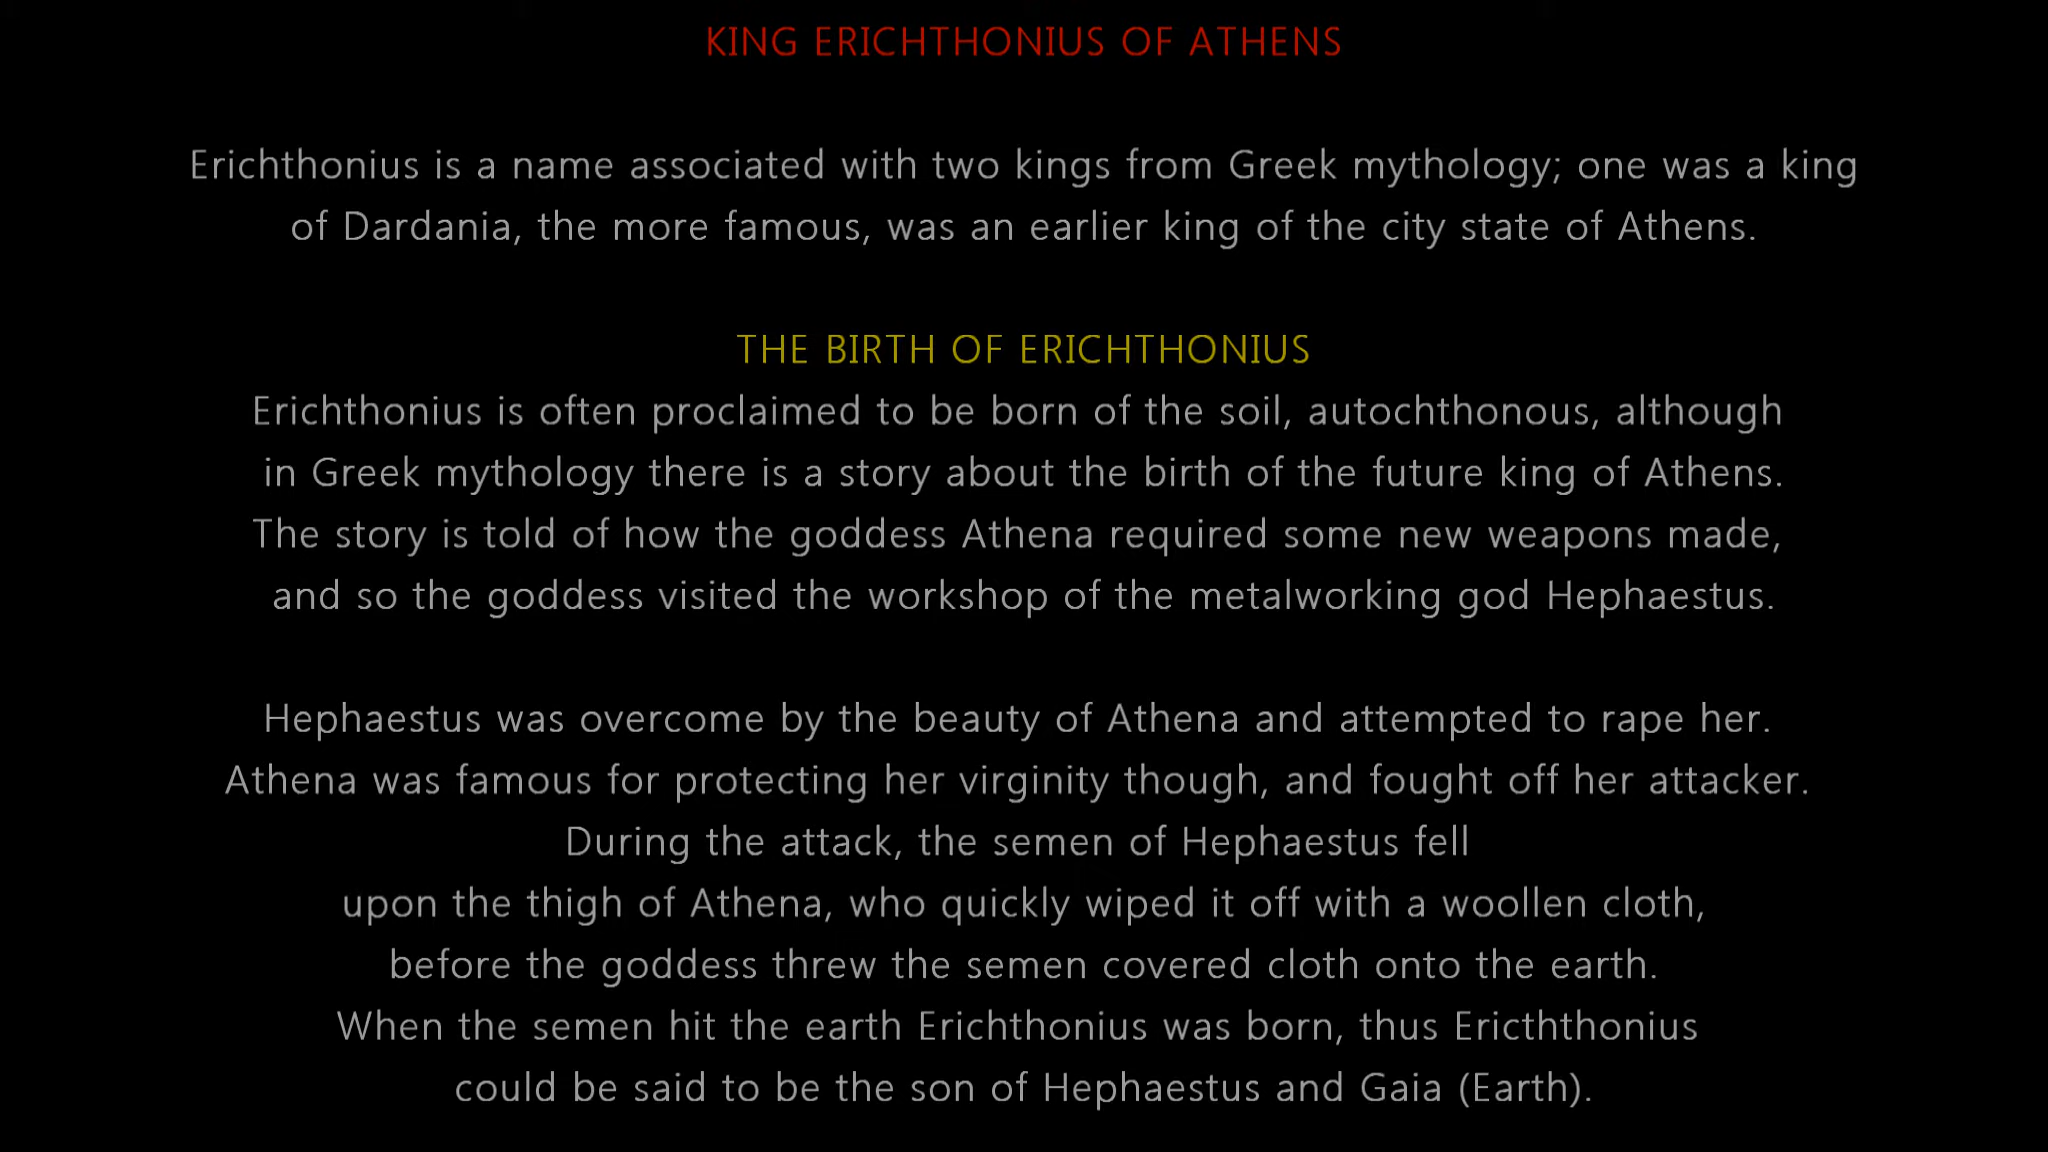 KING ERICHTHONIUS OF ATHENS
Erichthonius is a name associated with two kings from Greek mythology; one was a king
of Dardania, the more famous, was an earlier king of the city state of Athens.
THE BIRTH OF ERICHTHONIUS
Erichthonius is often proclaimed to be born of the soil, autochthonous, although
in Greek mythology there is a story about the birth of the future king of Athens.
The story is told of how the goddess Athena required some new weapons made,
and so the goddess visited the workshop of the metalworking god Hephaestus.
Hephaestus was overcome by the beauty of Athena and attempted to rape her.
Athena was famous for protecting her virginity though, and fought off her attacker.
During the attack, the semen of Hephaestus fell
upon the thigh of Athena, who quickly wiped it off with a woollen cloth,
before the goddess threw the semen covered cloth onto the earth.
When the semen hit the earth Erichthonius was born, thus Ericththonius
could be said to be the son of Hephaestus and Gaia (Earth).